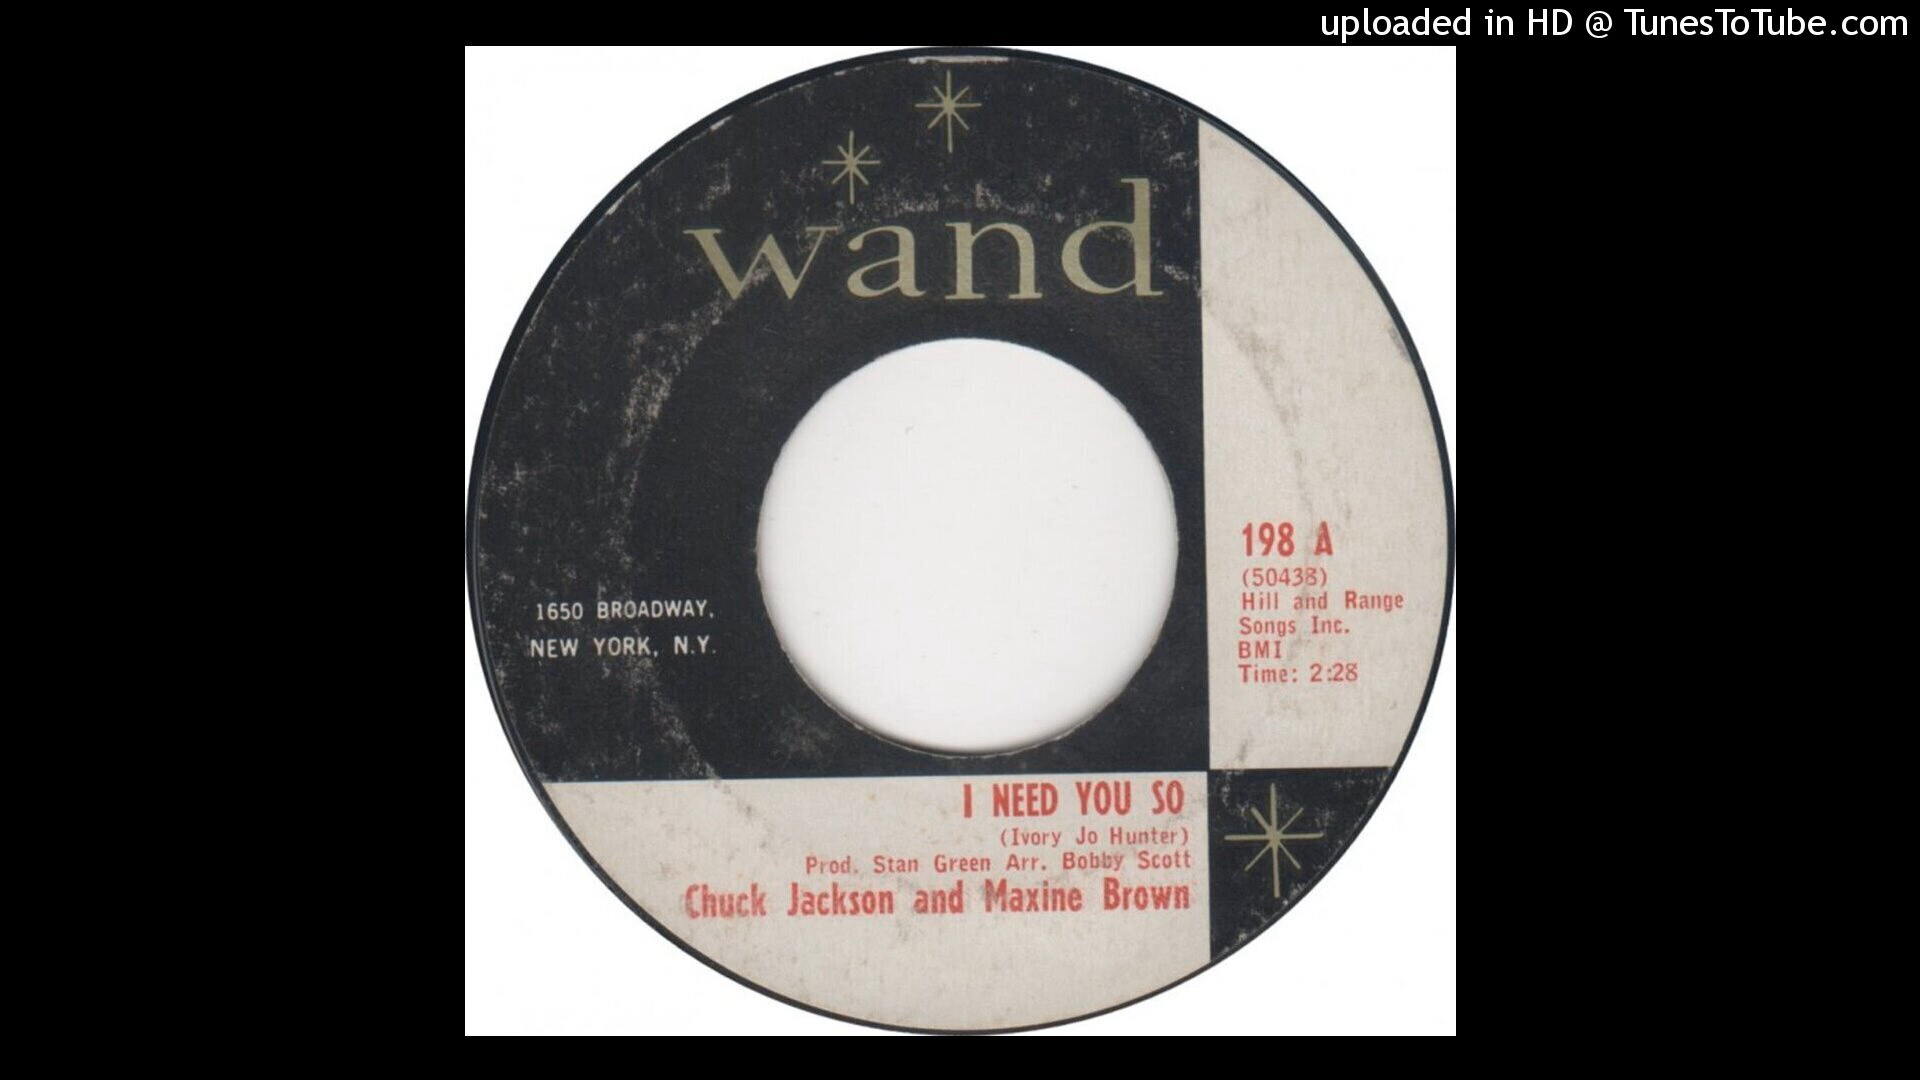 uploaded in HD @ TunesToTube.com
wand
1650 BROADWAY,
NEW YORK, N.Y.
198 A
(50438)
Hill and Range
Songs Inc.
BMI
Time: 2:28
I NEED YOU SO
(Ivory Jo Hunter)
Prod. Stan Green Arr. Bobby Scott
Chuck Jackson and Maxine Brown